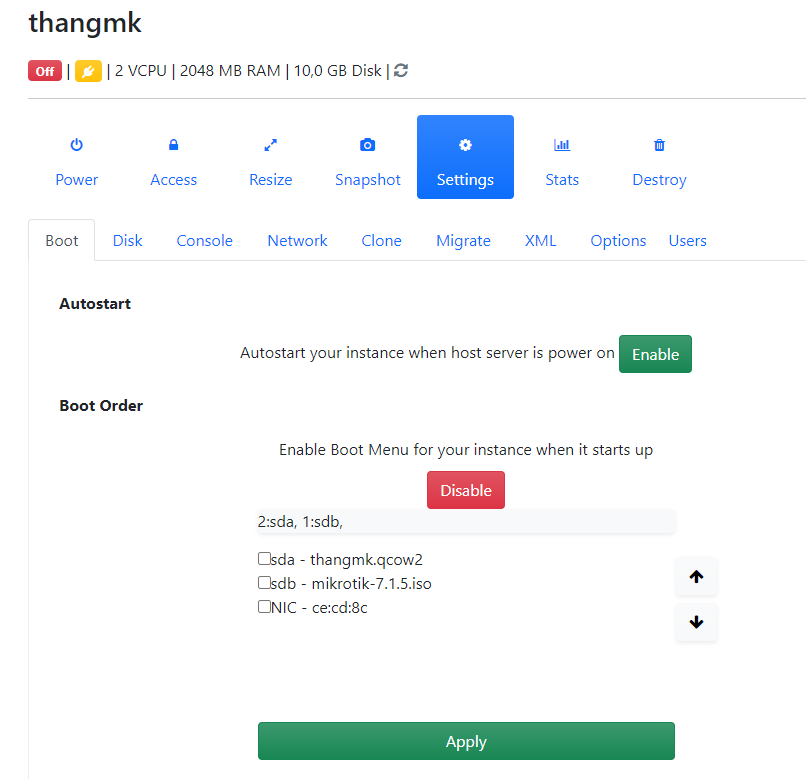 thangmk
Off | | 2 VCPU | 2048 MB RAM | 10,0 GB Disk |
Power Access Resize Snapshot Settings Stats Destroy
Boot Disk Console Network Clone Migrate XML Options Users
Autostart
Autostart your instance when host server is power on Enable
Boot Order
Enable Boot Menu for your instance when it starts up
Disable
2:sda, 1:sdb,
sda - thangmk.qcow2
sdb - mikrotik-7.1.5.iso
NIC - ce:cd:8c
Apply